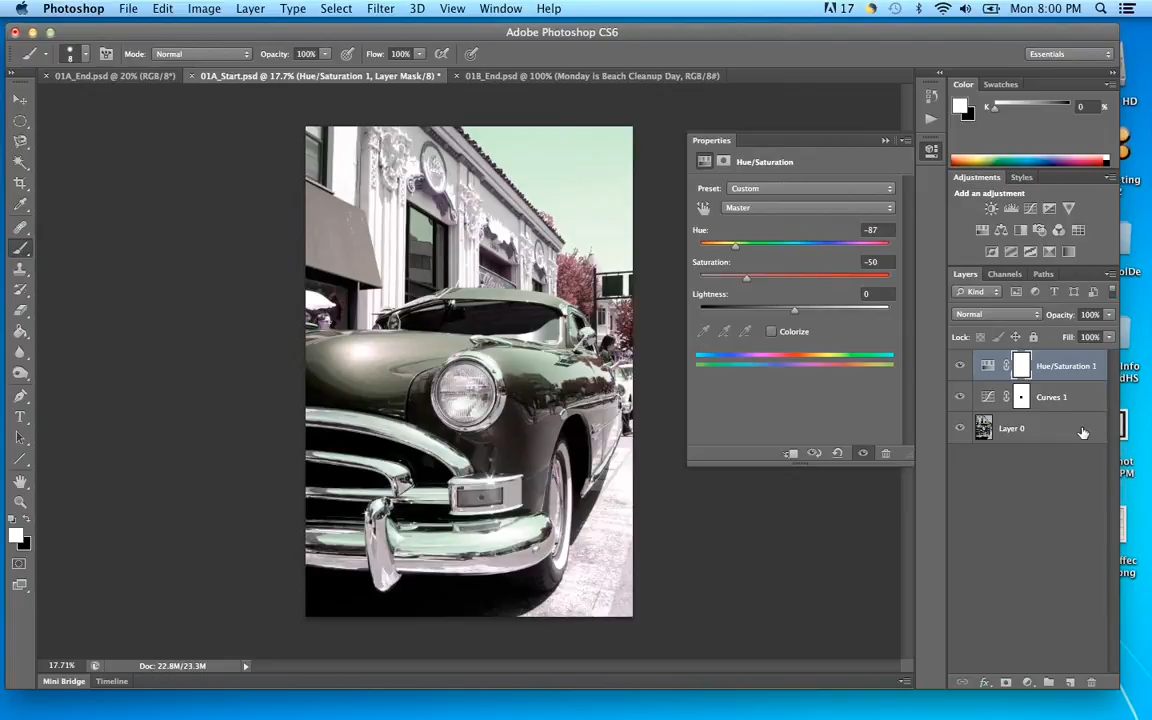 Photoshop File Edit Image Layer Type Select Filter 3D View Window Help 17 Mon 8:00 PM
Adobe Photoshop CS6
8 Mode: Normal Opacity: 100% Flow: 100% Essentials
01A_End.psd @ 20% (RGB/8*) 01A_Start.psd @ 17.7% (Hue/Saturation 1, Layer Mask/8) * 01B_End.psd @ 100% (Monday is Beach Cleanup Day, RGB/8#)
Color Swatches
HD
K 0 %
Properties
Hue/Saturation
Preset: Custom
Master
Hue: -87
Saturation: -50
Lightness: 0
Colorize
Adjustments Styles
Add an adjustment
Layers Channels Paths
Kind
Normal Opacity: 100%
Lock: Fill: 100%
Hue/Saturation 1
Curves 1
Layer 0
17.71% Doc: 22.8M/23.3M
Mini Bridge Timeline